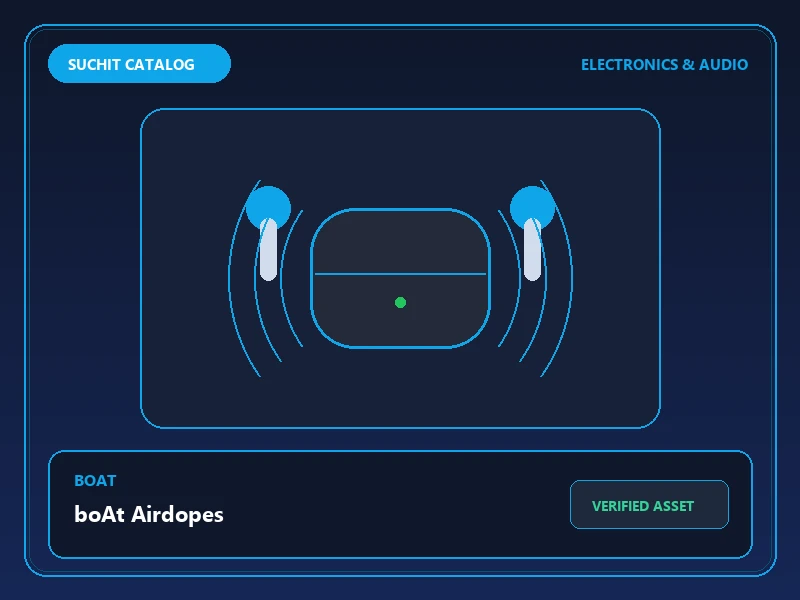 SUCHIT CATALOG
ELECTRONICS & AUDIO
BOAT
boAt Airdopes
VERIFIED ASSET